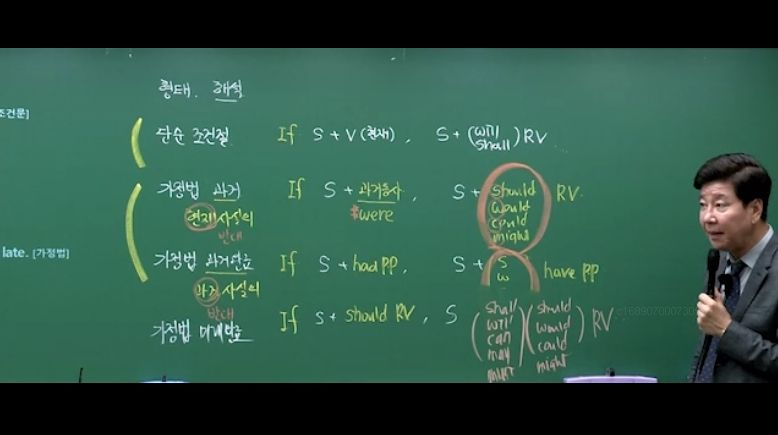 형태. 해석
조건문]
단순 조건절 If S + V (현재), S + (will shall) RV
가정법 과거 If S + 과거동사, S + should would could might RV
현재 사실의 반대 *were
late. [가정법]
가정법 과거완료 If S + had pp, S + s w have pp
과거 사실의 반대
가정법 미래 If S + should RV, S (shall will can may must) (should would could might) RV